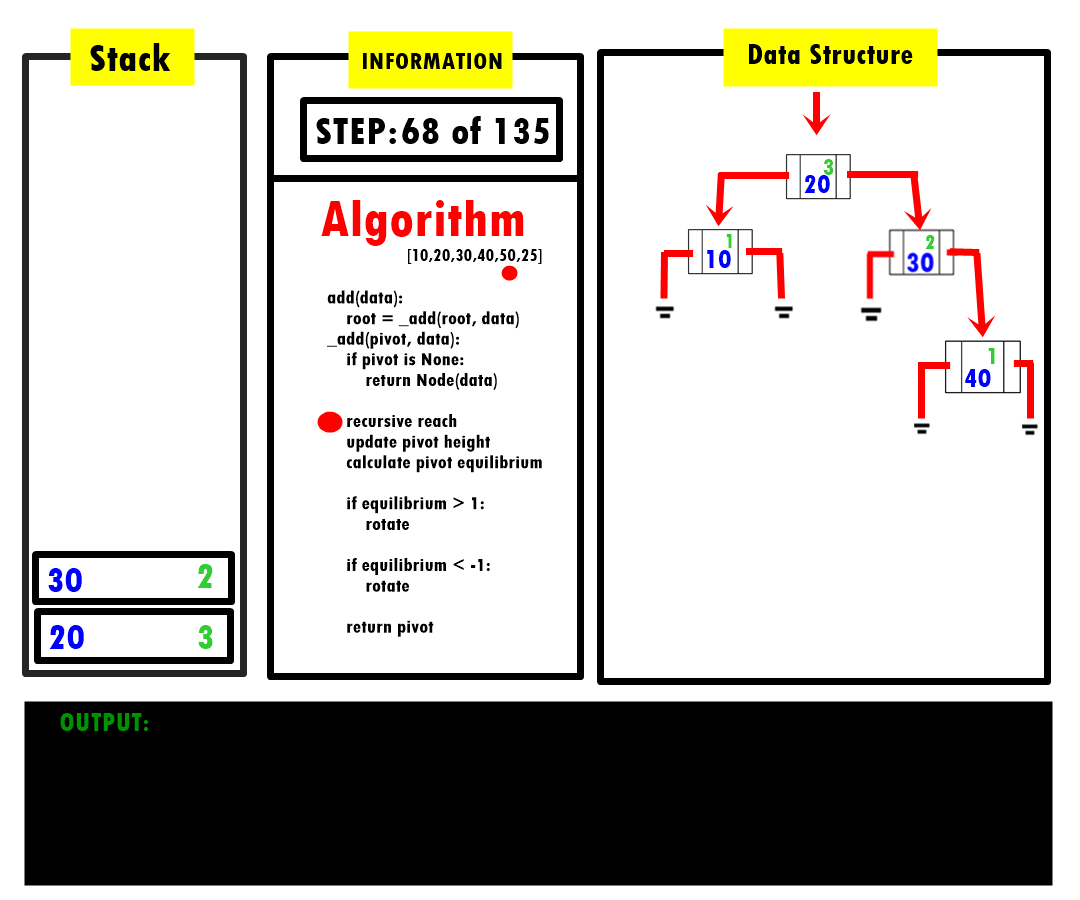 Stack
30 2
20 3
INFORMATION
STEP:68 of 135
Algorithm
[10,20,30,40,50,25]
add(data):
root = _add(root, data)
_add(pivot, data):
if pivot is None:
return Node(data)
recursive reach
update pivot height
calculate pivot equilibrium
if equilibrium > 1:
rotate
if equilibrium < -1:
rotate
return pivot
Data Structure
3
20
1
10
2
30
1
40
OUTPUT: